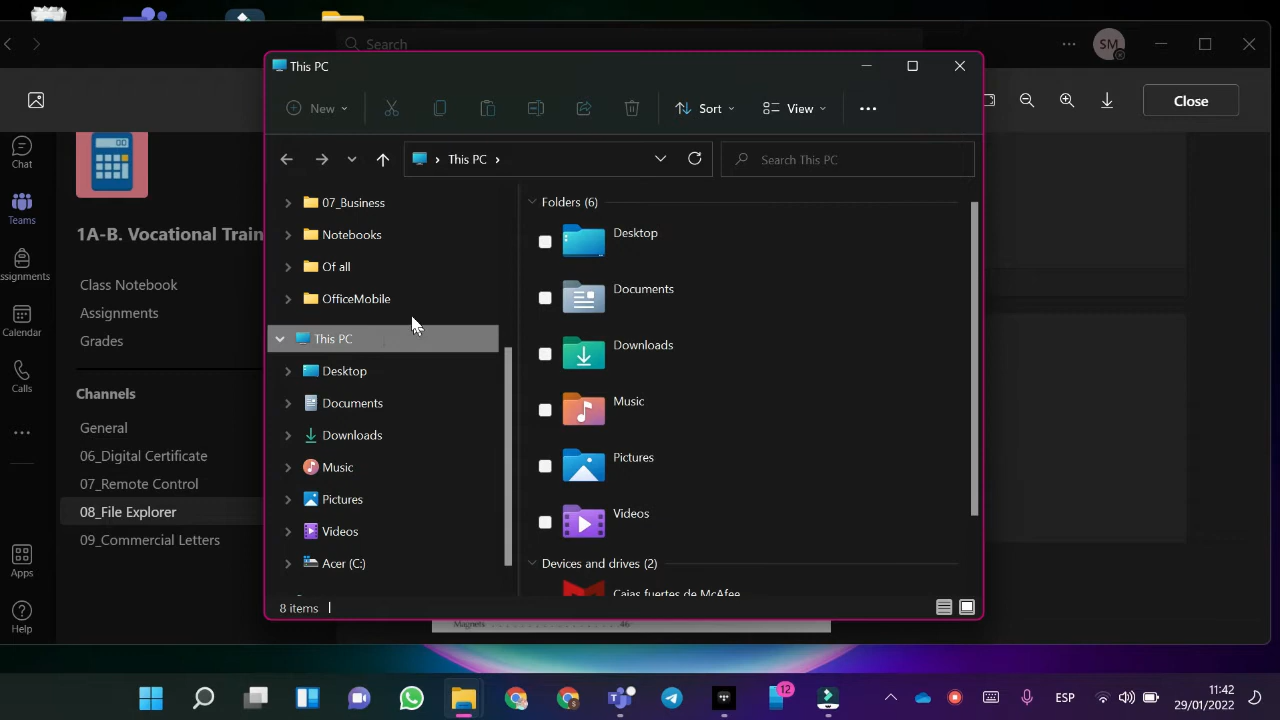 Search
SM
This PC
New
Sort
View
Close
This PC
Search This PC
Chat
Teams
Assignments
Calendar
Calls
Apps
Help
1A-B. Vocational Train
Class Notebook
Assignments
Grades
Channels
General
06_Digital Certificate
07_Remote Control
08_File Explorer
09_Commercial Letters
07_Business
Notebooks
Of all
OfficeMobile
This PC
Desktop
Documents
Downloads
Music
Pictures
Videos
Acer (C:)
Folders (6)
Desktop
Documents
Downloads
Music
Pictures
Videos
Devices and drives (2)
Cajas fuertes de McAfee
8 items
Magnets
12
ESP
11:42
29/01/2022